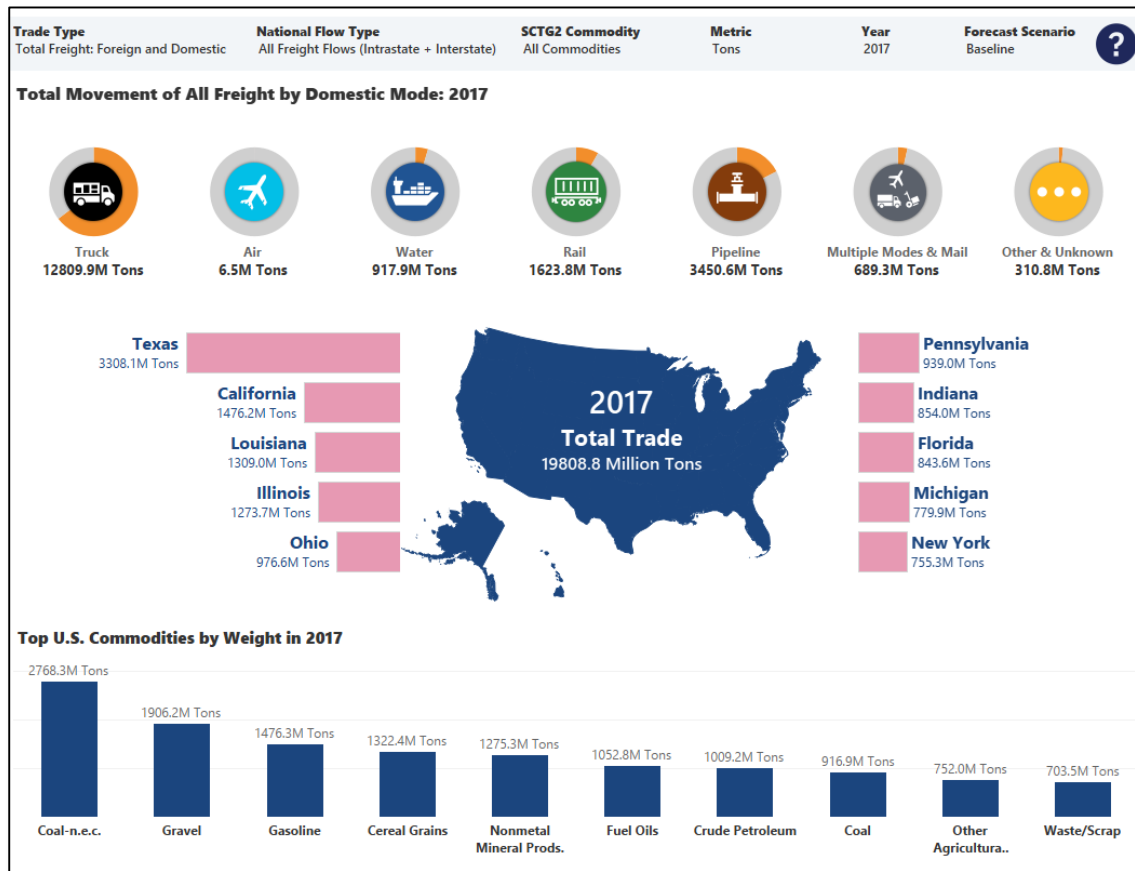 Trade Type
Total Freight: Foreign and Domestic
National Flow Type
All Freight Flows (Intrastate + Interstate)
SCTG2 Commodity
All Commodities
Metric
Tons
Year
2017
Forecast Scenario
Baseline
?
Total Movement of All Freight by Domestic Mode: 2017
Truck
12809.9M Tons
Air
6.5M Tons
Water
917.9M Tons
Rail
1623.8M Tons
Pipeline
3450.6M Tons
Multiple Modes & Mail
689.3M Tons
Other & Unknown
310.8M Tons
Texas
3308.1M Tons
California
1476.2M Tons
Louisiana
1309.0M Tons
Illinois
1273.7M Tons
Ohio
976.6M Tons
2017
Total Trade
19808.8 Million Tons
Pennsylvania
939.0M Tons
Indiana
854.0M Tons
Florida
843.6M Tons
Michigan
779.9M Tons
New York
755.3M Tons
Top U.S. Commodities by Weight in 2017
2768.3M Tons
Coal-n.e.c.
1906.2M Tons
Gravel
1476.3M Tons
Gasoline
1322.4M Tons
Cereal Grains
1275.3M Tons
Nonmetal
Mineral Prods.
1052.8M Tons
Fuel Oils
1009.2M Tons
Crude Petroleum
916.9M Tons
Coal
752.0M Tons
Other
Agricultura..
703.5M Tons
Waste/Scrap